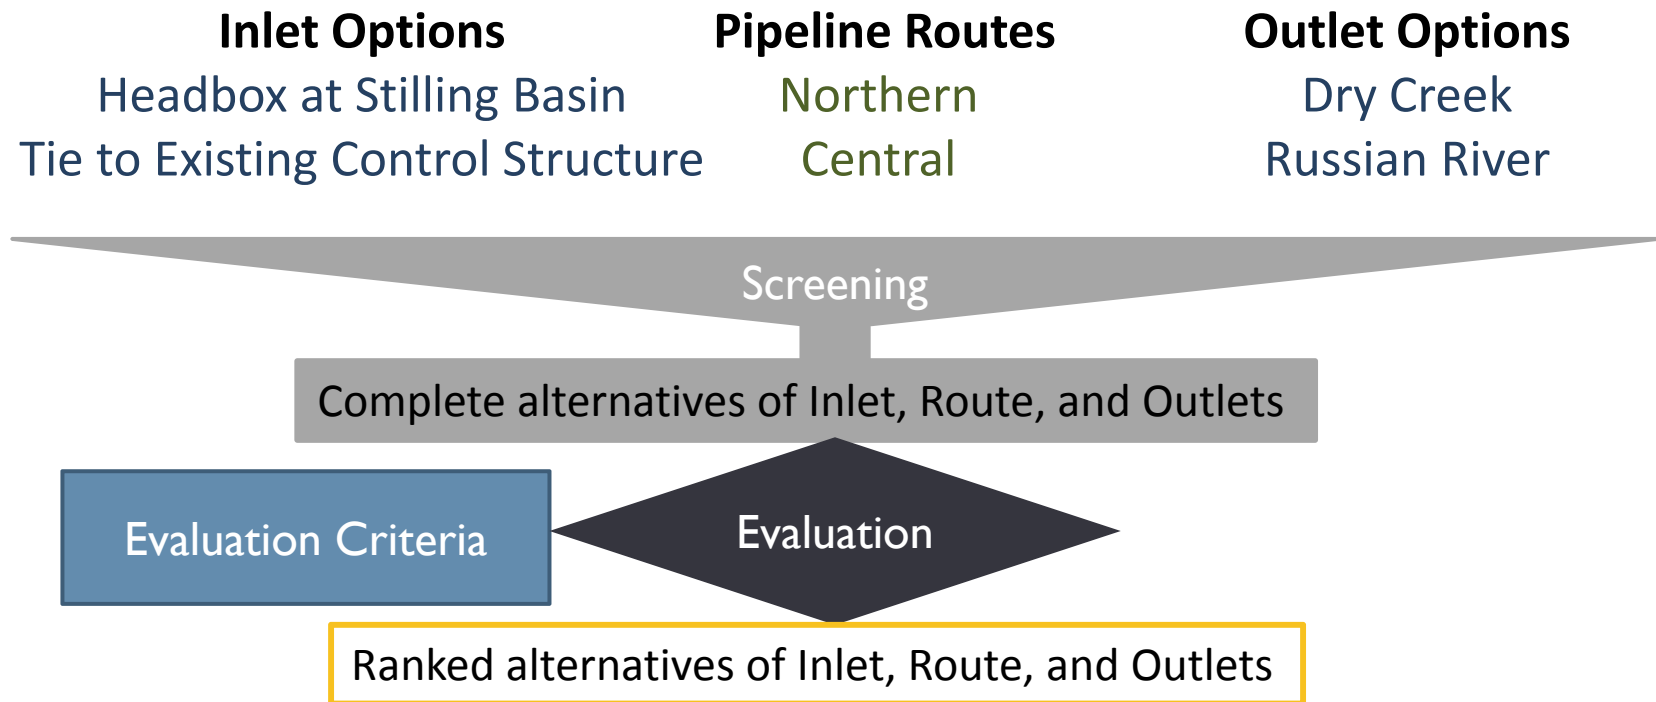 Inlet Options
Headbox at Stilling Basin
Tie to Existing Control Structure
Pipeline Routes
Northern
Central
Outlet Options
Dry Creek
Russian River
Screening
Complete alternatives of Inlet, Route, and Outlets
Evaluation Criteria
Evaluation
Ranked alternatives of Inlet, Route, and Outlets